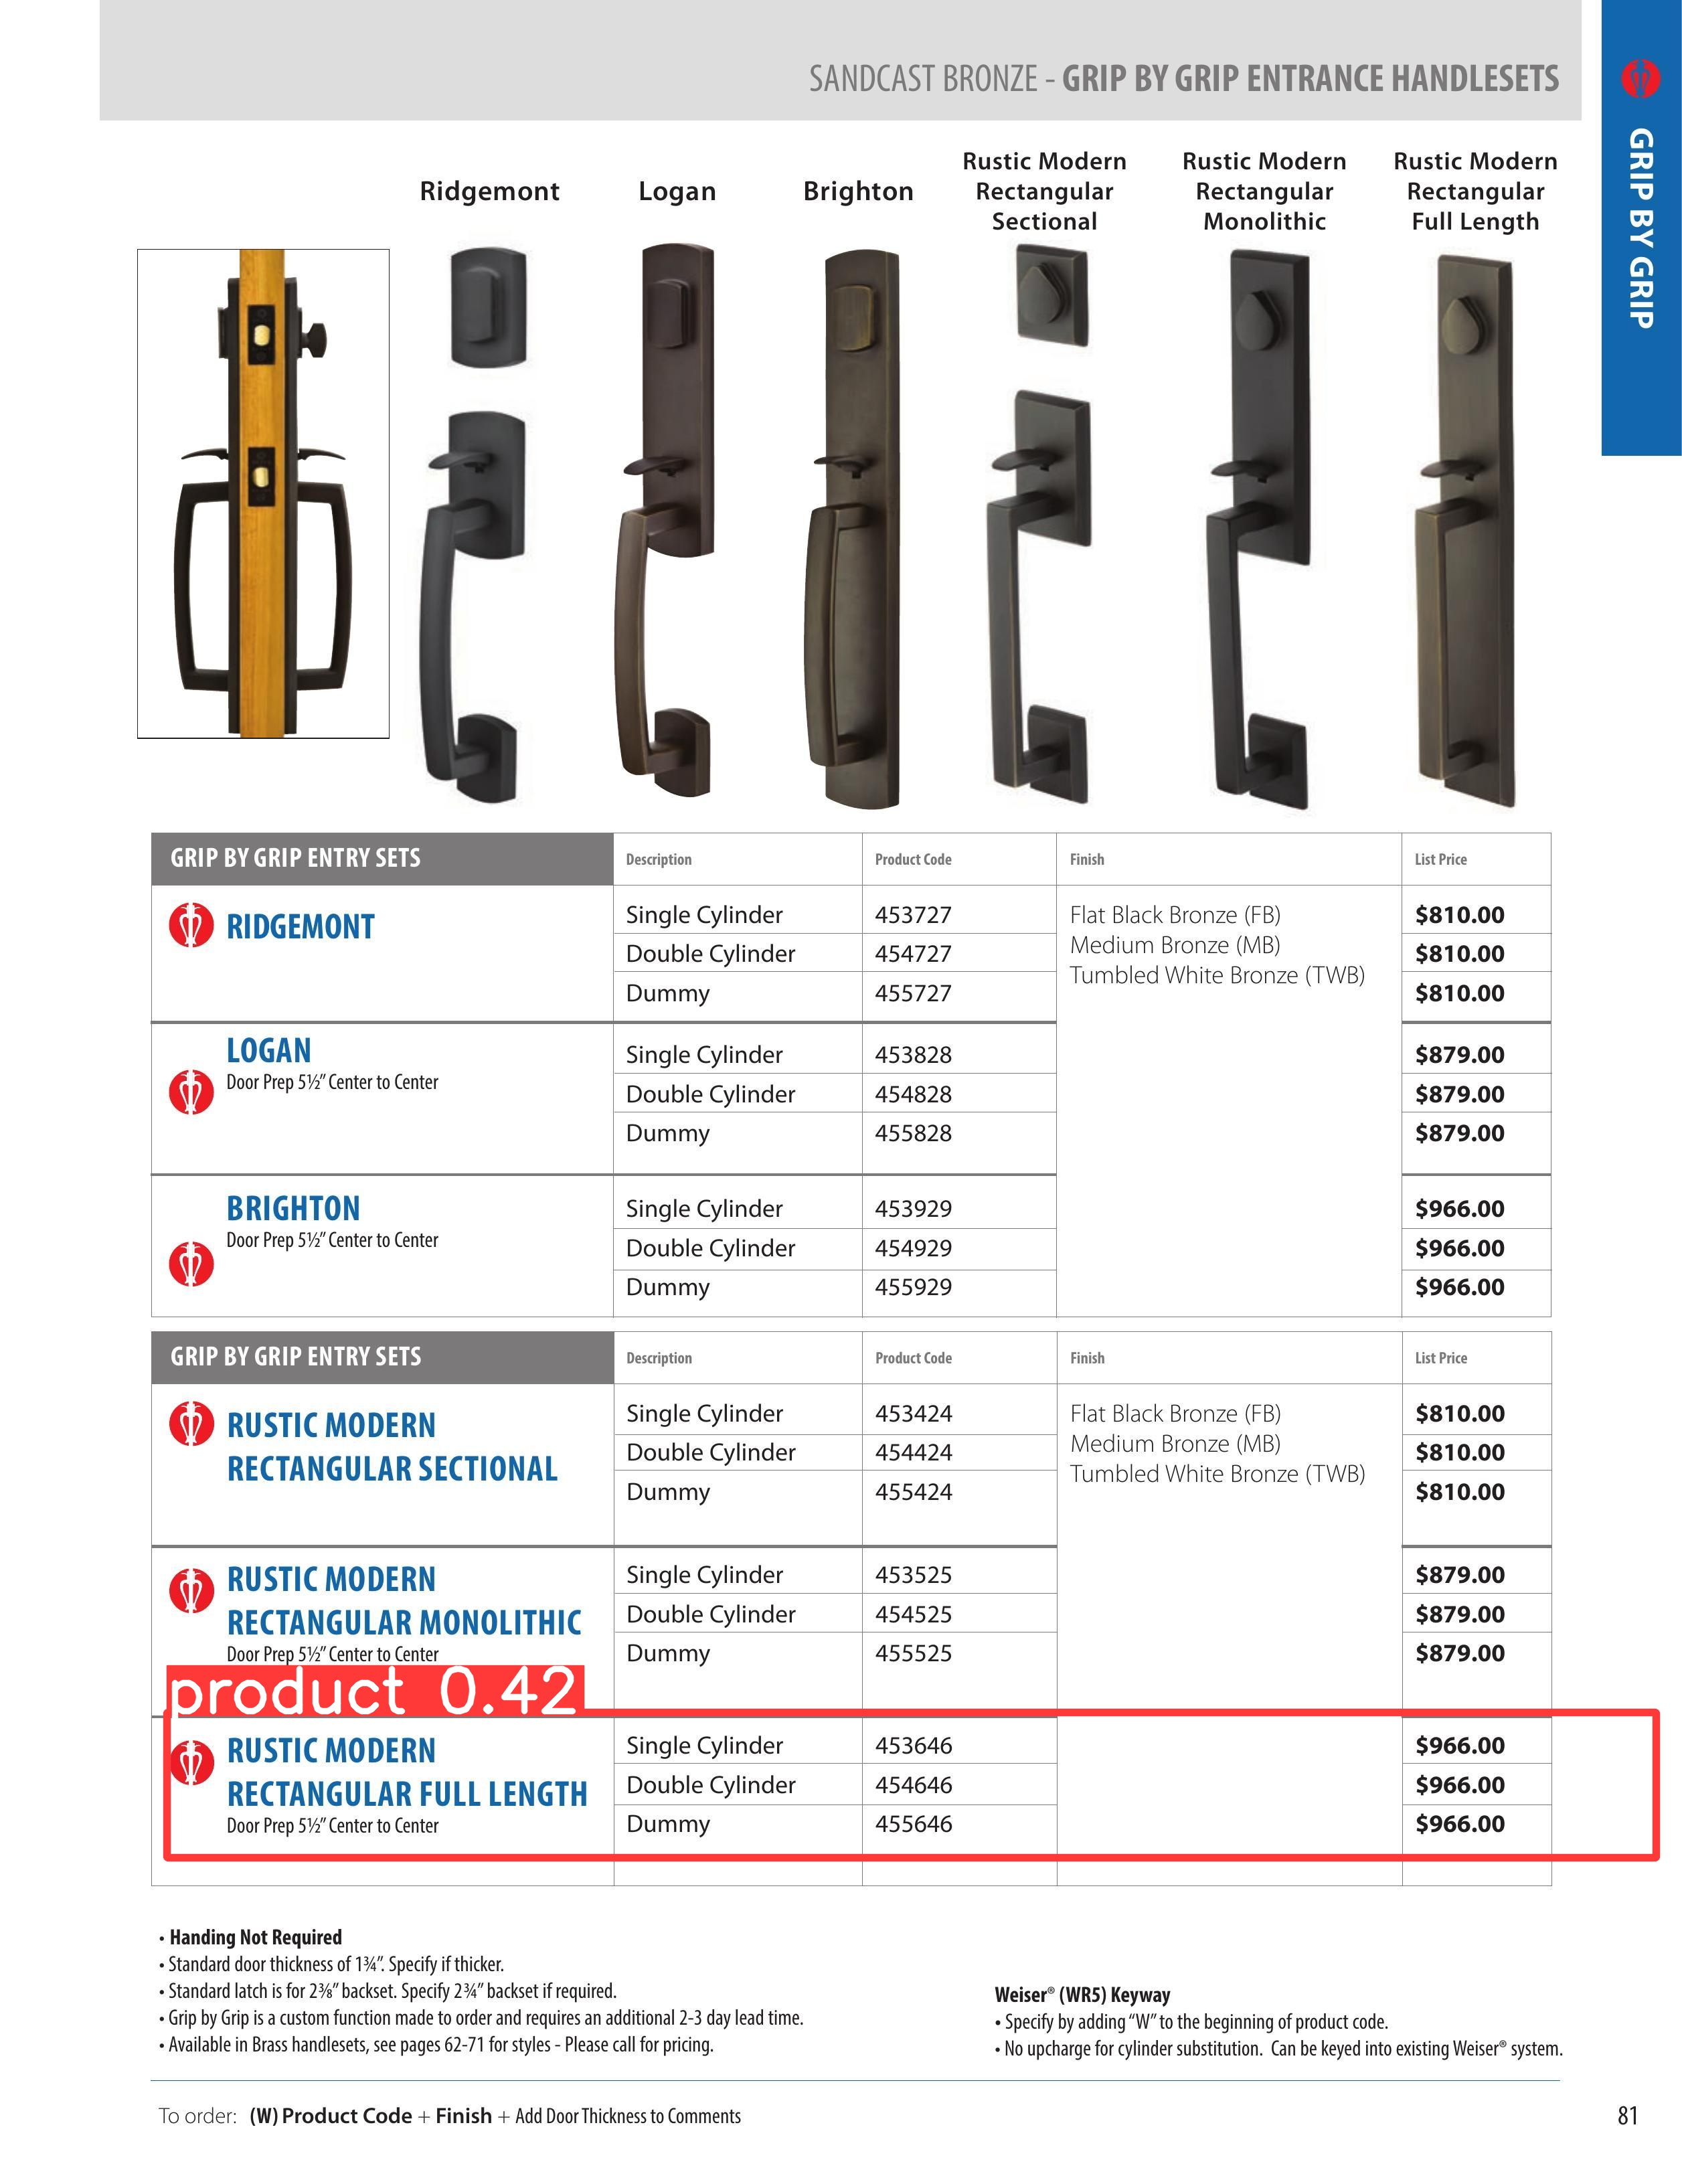 SANDCAST BRONZE - GRIP BY GRIP ENTRANCE HANDLESETS
GRIP BY GRIP
Ridgemont
Logan
Brighton
Rustic Modern
Rectangular
Sectional
Rustic Modern
Rectangular
Monolithic
Rustic Modern
Rectangular
Full Length
GRIP BY GRIP ENTRY SETS Description Product Code Finish List Price
RIDGEMONT
Single Cylinder 453727 Flat Black Bronze (FB) $810.00
Medium Bronze (MB)
Double Cylinder 454727 $810.00
Tumbled White Bronze (TWB)
Dummy 455727 $810.00
LOGAN
Door Prep 5½” Center to Center
Single Cylinder 453828 $879.00
Double Cylinder 454828 $879.00
Dummy 455828 $879.00
BRIGHTON
Door Prep 5½” Center to Center
Single Cylinder 453929 $966.00
Double Cylinder 454929 $966.00
Dummy 455929 $966.00
GRIP BY GRIP ENTRY SETS Description Product Code Finish List Price
RUSTIC MODERN
RECTANGULAR SECTIONAL
Single Cylinder 453424 Flat Black Bronze (FB) $810.00
Medium Bronze (MB)
Double Cylinder 454424 $810.00
Tumbled White Bronze (TWB)
Dummy 455424 $810.00
RUSTIC MODERN
RECTANGULAR MONOLITHIC
Door Prep 5½” Center to Center
Single Cylinder 453525 $879.00
Double Cylinder 454525 $879.00
Dummy 455525 $879.00
product 0.42
RUSTIC MODERN
RECTANGULAR FULL LENGTH
Door Prep 5½” Center to Center
Single Cylinder 453646 $966.00
Double Cylinder 454646 $966.00
Dummy 455646 $966.00
• Handing Not Required
• Standard door thickness of 1¾”. Specify if thicker.
• Standard latch is for 2⅜” backset. Specify 2¾” backset if required.
• Grip by Grip is a custom function made to order and requires an additional 2-3 day lead time.
• Available in Brass handlesets, see pages 62-71 for styles - Please call for pricing.
Weiser® (WR5) Keyway
• Specify by adding “W” to the beginning of product code.
• No upcharge for cylinder substitution. Can be keyed into existing Weiser® system.
To order: (W) Product Code + Finish + Add Door Thickness to Comments
81